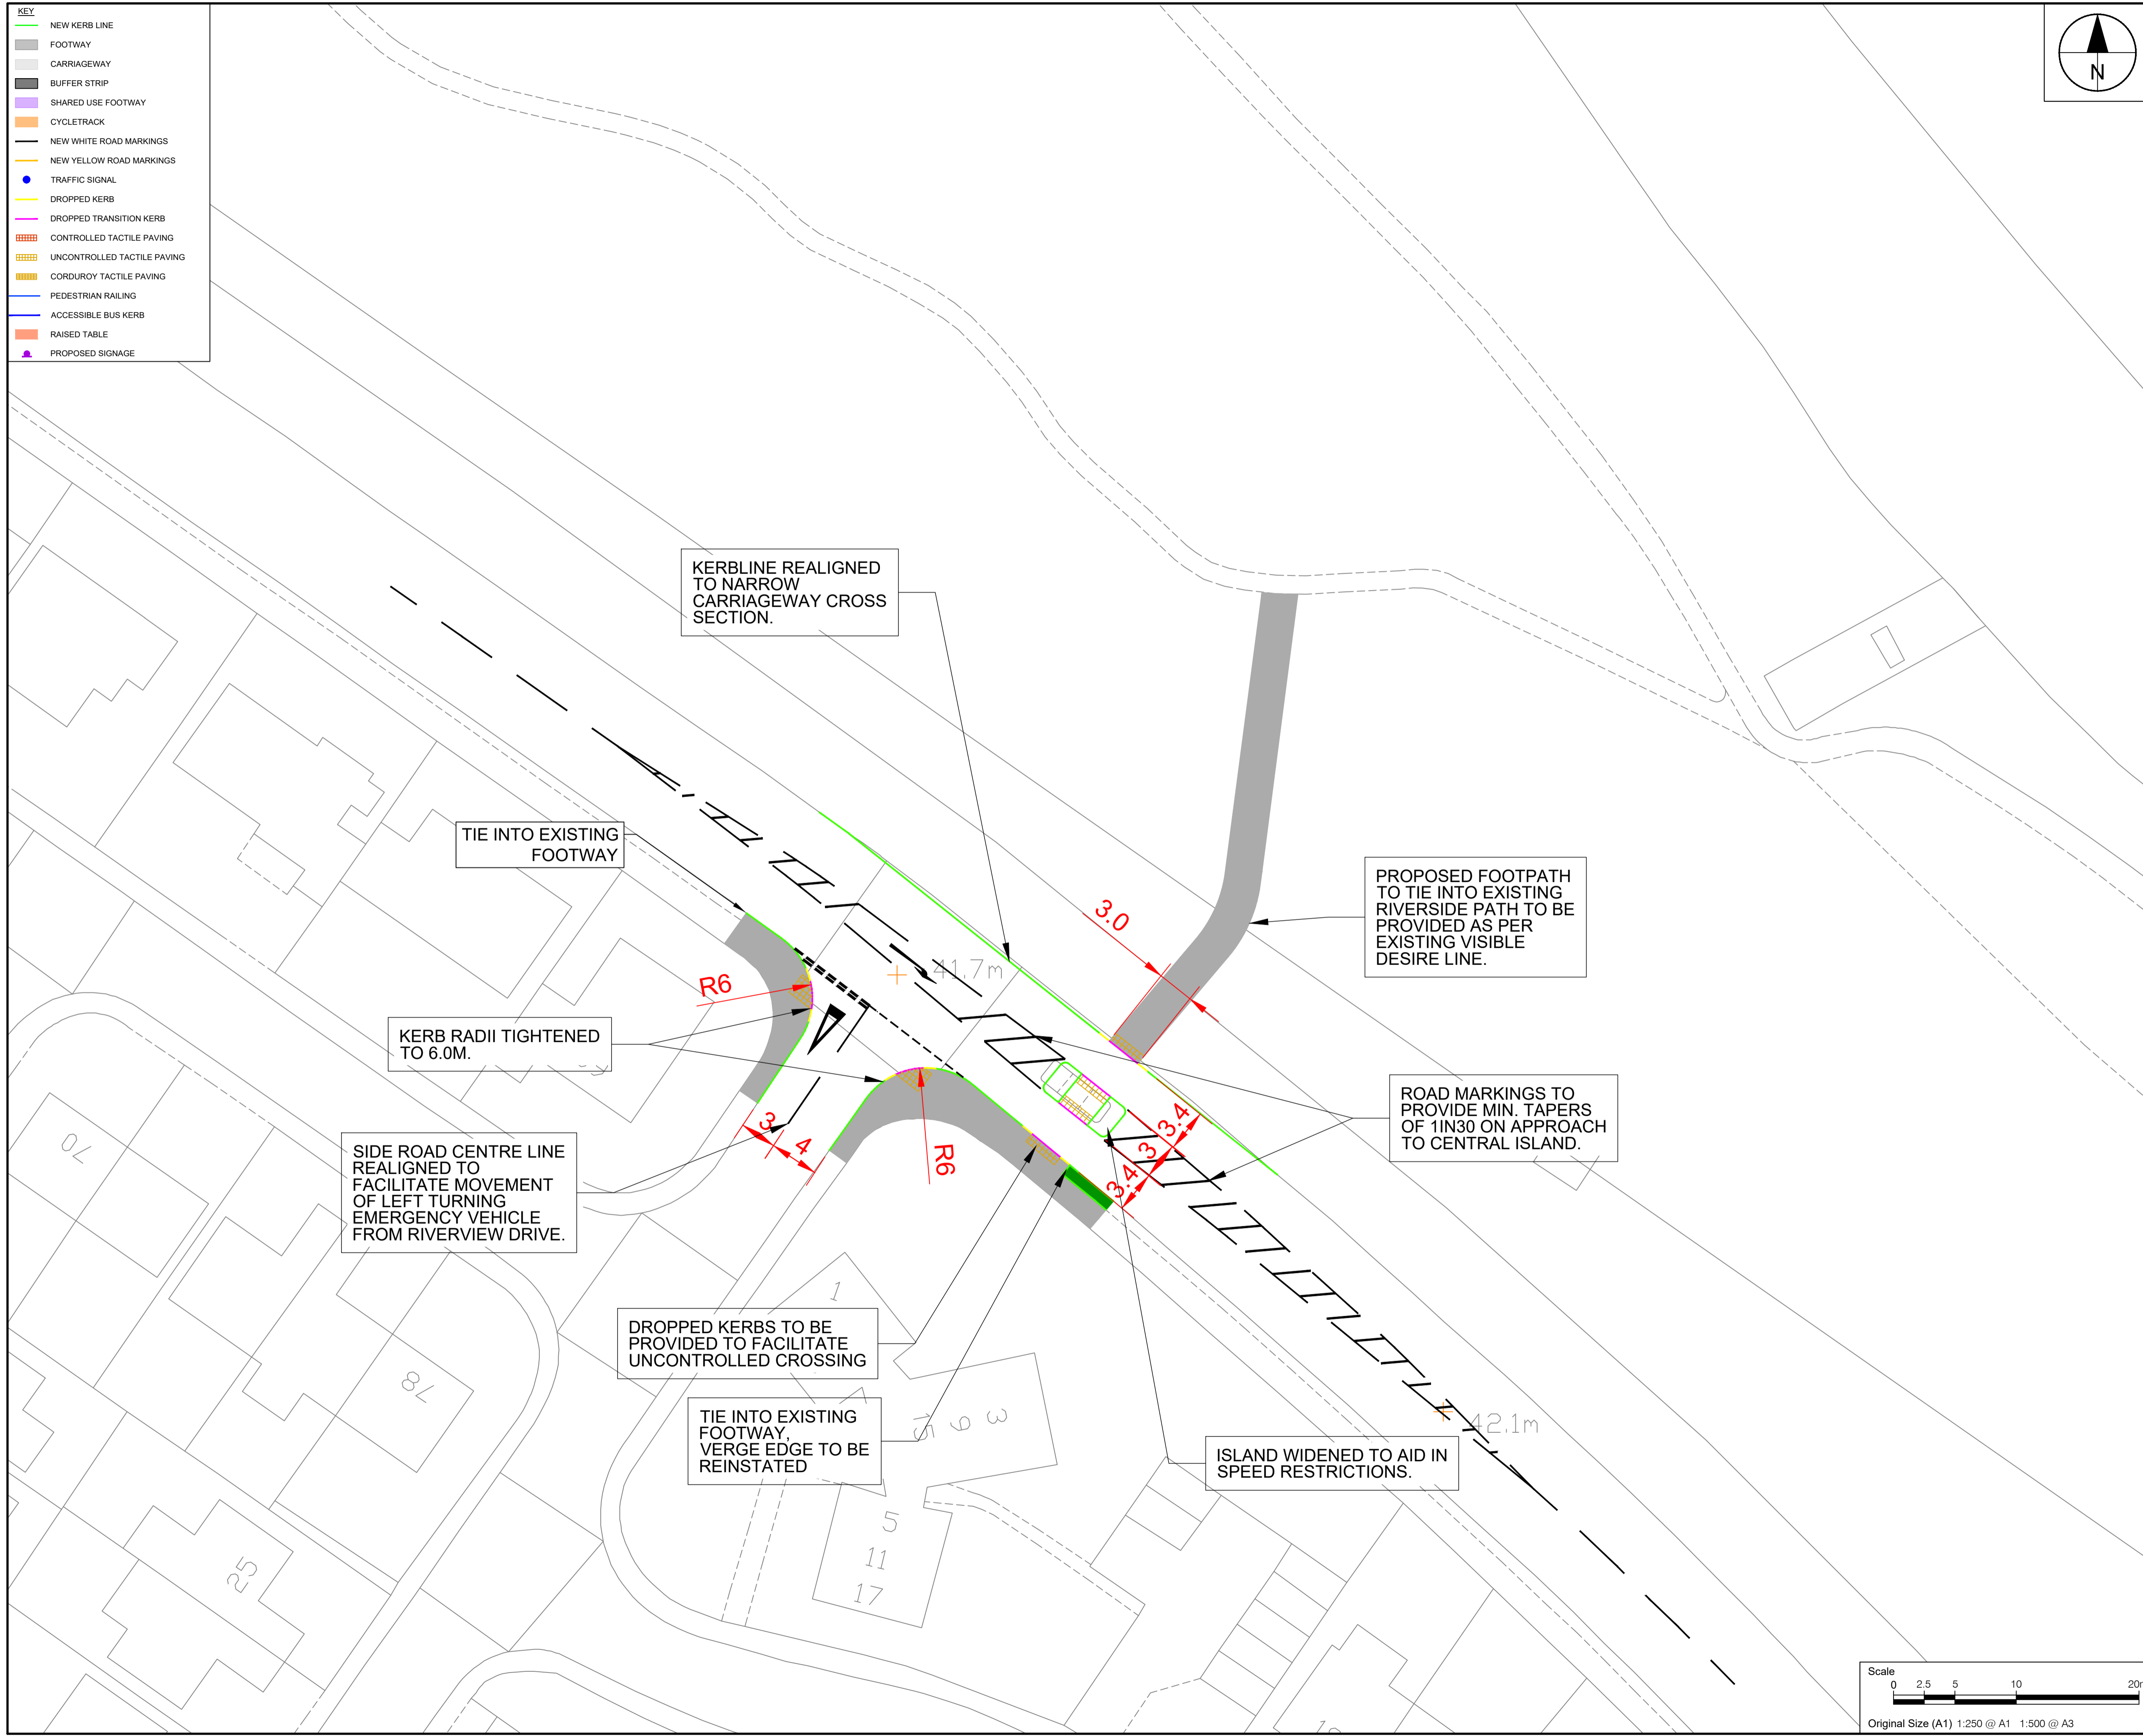 KEY
NEW KERB LINE
FOOTWAY
CARRIAGEWAY
BUFFER STRIP
SHARED USE FOOTWAY
CYCLETRACK
NEW WHITE ROAD MARKINGS
NEW YELLOW ROAD MARKINGS
TRAFFIC SIGNAL
DROPPED KERB
DROPPED TRANSITION KERB
CONTROLLED TACTILE PAVING
UNCONTROLLED TACTILE PAVING
CORDUROY TACTILE PAVING
PEDESTRIAN RAILING
ACCESSIBLE BUS KERB
RAISED TABLE
PROPOSED SIGNAGE
N
KERBLINE REALIGNED
TO NARROW
CARRIAGEWAY CROSS
SECTION.
TIE INTO EXISTING
FOOTWAY
PROPOSED FOOTPATH
TO TIE INTO EXISTING
RIVERSIDE PATH TO BE
PROVIDED AS PER
EXISTING VISIBLE
DESIRE LINE.
3.0
41.7m
R6
KERB RADII TIGHTENED
TO 6.0M.
ROAD MARKINGS TO
PROVIDE MIN. TAPERS
OF 1IN30 ON APPROACH
TO CENTRAL ISLAND.
3
4
R6
3.4
3
3.4
SIDE ROAD CENTRE LINE
REALIGNED TO
FACILITATE MOVEMENT
OF LEFT TURNING
EMERGENCY VEHICLE
FROM RIVERVIEW DRIVE.
70
78
25
1
DROPPED KERBS TO BE
PROVIDED TO FACILITATE
UNCONTROLLED CROSSING
TIE INTO EXISTING
FOOTWAY,
VERGE EDGE TO BE
REINSTATED
15
9
3
5
11
17
42.1m
ISLAND WIDENED TO AID IN
SPEED RESTRICTIONS.
Scale
0 2.5 5 10 20m
Original Size (A1) 1:250 @ A1 1:500 @ A3